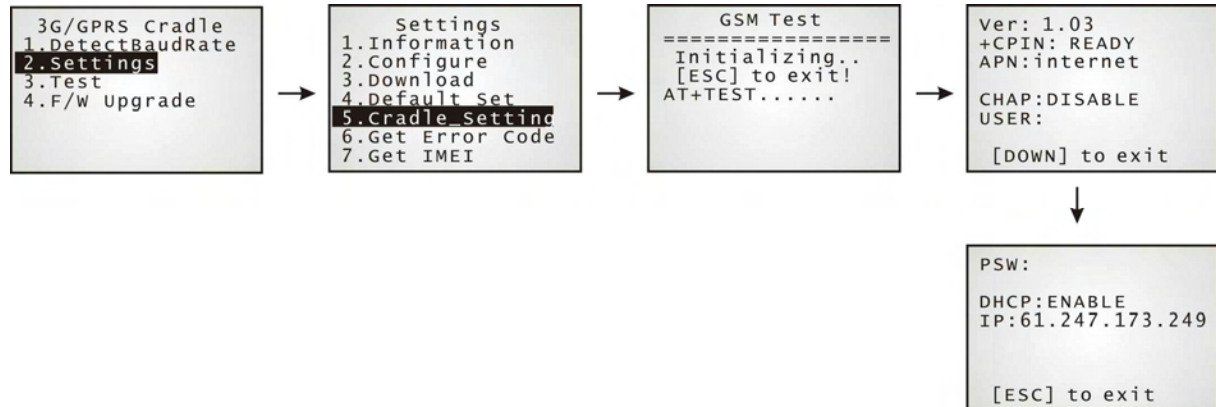 3G/GPRS Cradle
1.DetectBaudRate
2.Settings
3.Test
4.F/W Upgrade
Settings
1.Information
2.Configure
3.Download
4.Default Set
5.Cradle_Setting
6.Get Error Code
7.Get IMEI
GSM Test
=================
Initializing..
[ESC] to exit!
AT+TEST......
Ver: 1.03
+CPIN: READY
APN:internet
CHAP:DISABLE
USER:
[DOWN] to exit
PSW:
DHCP:ENABLE
IP:61.247.173.249
[ESC] to exit